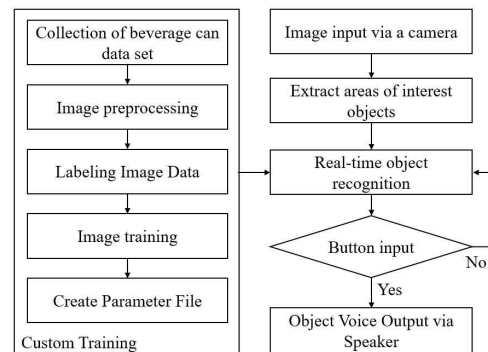 Collection of beverage can
data set
Image preprocessing
Labeling Image Data
Image training
Create Parameter File
Custom Training
Image input via a camera
Extract areas of interest
objects
Real-time object
recognition
Button input
No
Yes
Object Voice Output via
Speaker